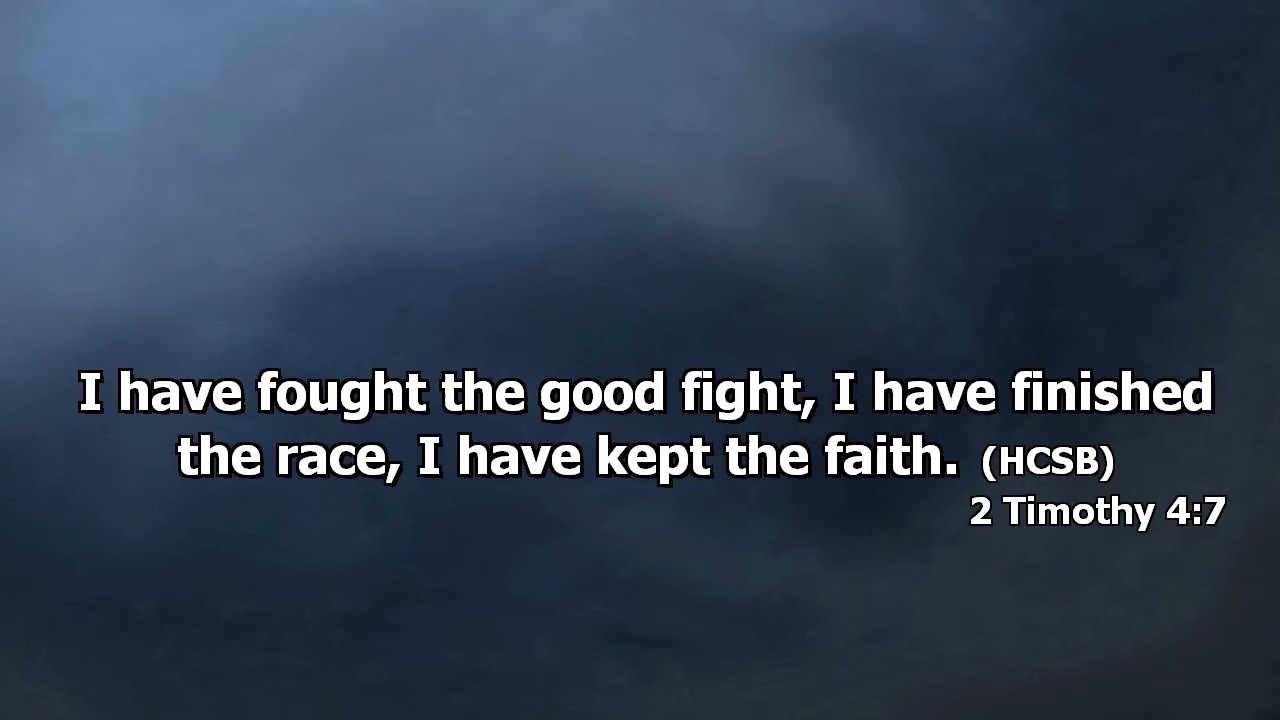 I have fought the good fight, I have finished
the race, I have kept the faith. (HCSB)
2 Timothy 4:7